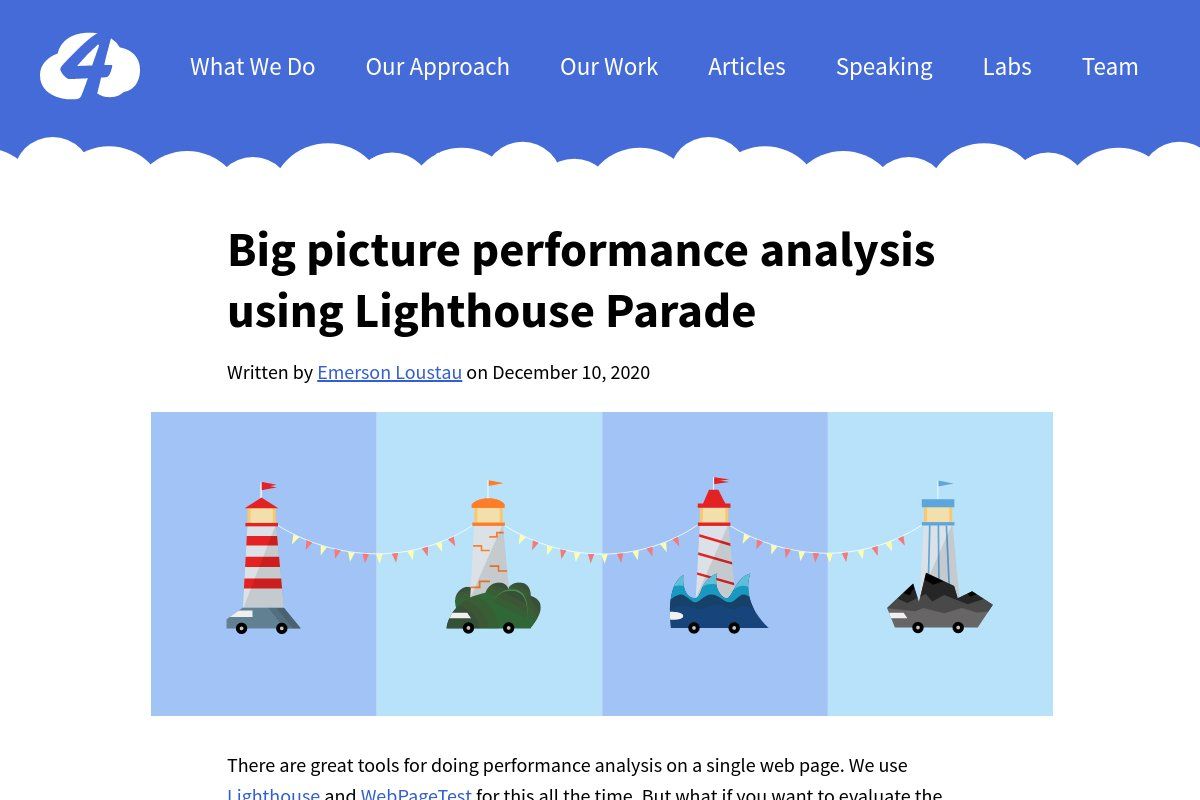 4
What We Do Our Approach Our Work Articles Speaking Labs Team
Big picture performance analysis
using Lighthouse Parade
Written by Emerson Loustau on December 10, 2020
There are great tools for doing performance analysis on a single web page. We use
Lighthouse and WebPageTest for this all the time. But what if you want to evaluate the